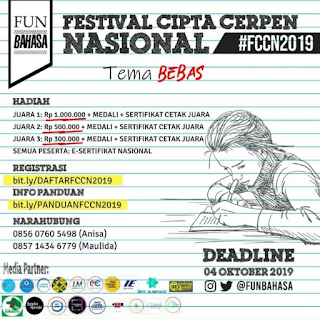 FUN
BAHASA
FESTIVAL CIPTA CERPEN
NASIONAL
#FCCN2019
Tema BEBAS
HADIAH
JUARA 1: Rp 1.000.000 + MEDALI + SERTIFIKAT CETAK JUARA
JUARA 2: Rp 500.000 + MEDALI + SERTIFIKAT CETAK JUARA
JUARA 3: Rp 300.000 + MEDALI + SERTIFIKAT CETAK JUARA
SEMUA PESERTA: E-SERTIFIKAT NASIONAL
REGISTRASI
bit.ly/DAFTARFCCN2019
INFO PANDUAN
bit.ly/PANDUANFCCN2019
NARAHUBUNG
0856 0760 5498 (Anisa)
0857 1434 6779 (Maulida)
Media Partner:
DEADLINE
04 OKTOBER 2019
@FUNBAHASA